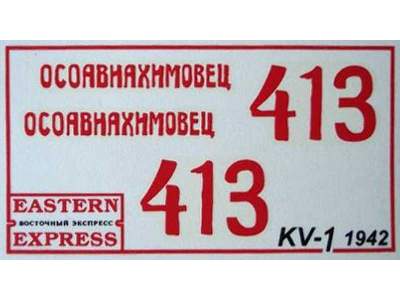 ОСОАВИАХИМОВЕЦ
413
ОСОАВИАХИМОВЕЦ
413
EASTERN
ВОСТОЧНЫЙ ЭКСПРЕСС
EXPRESS
KV-1 1942